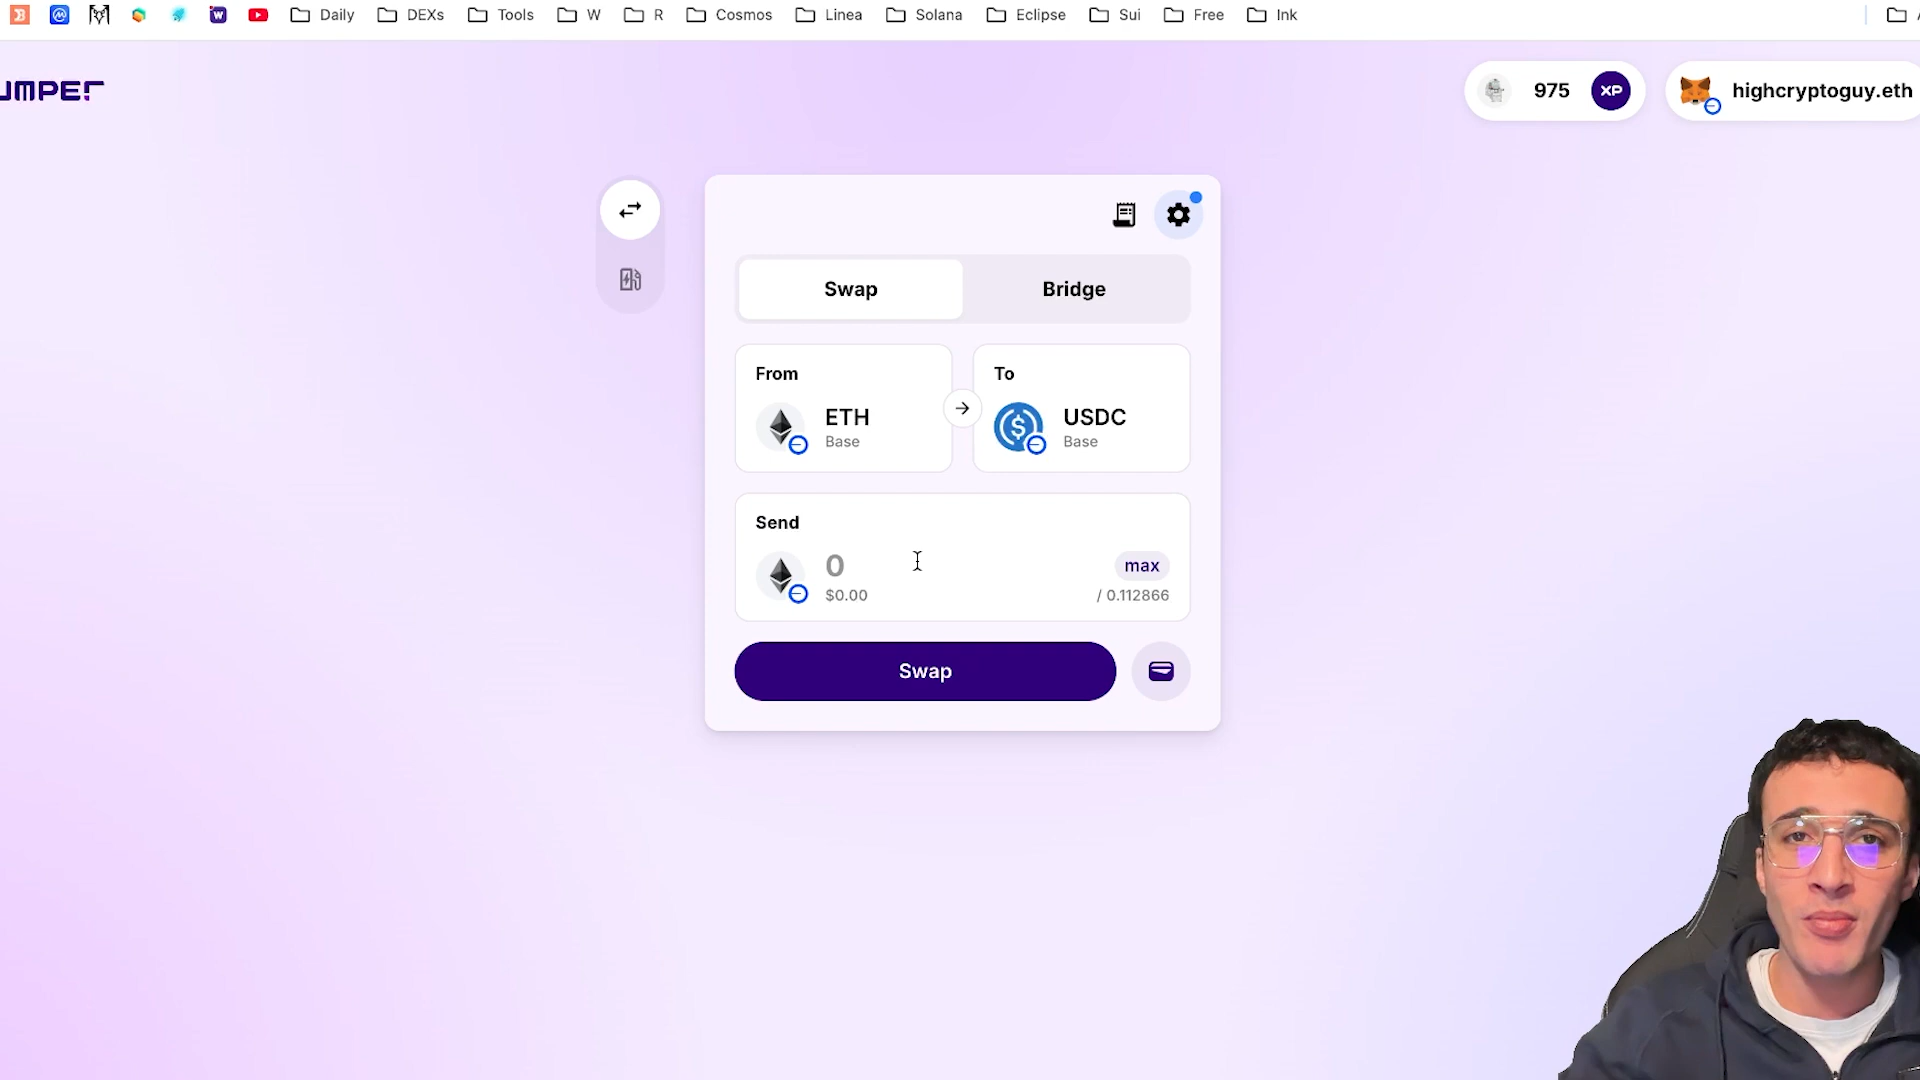 Daily
DEXs
Tools
W
R
Cosmos
Linea
Solana
Eclipse
Sui
Free
Ink
UMPER
975
XP
highcryptoguy.eth
Swap
Bridge
From
To
ETH
USDC
Base
Base
Send
0
max
$0.00
/ 0.112866
Swap